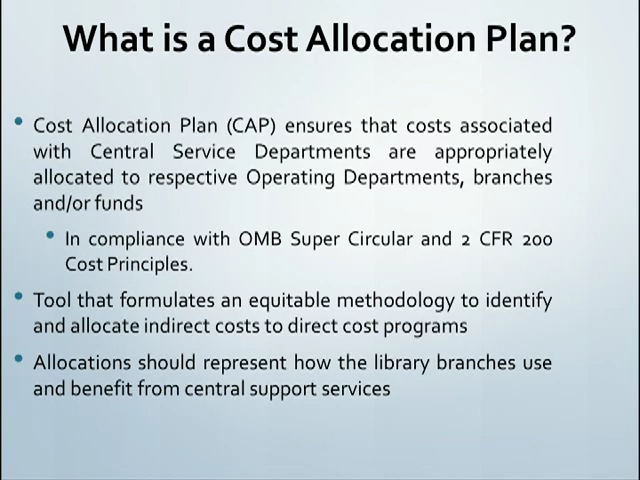 What is a Cost Allocation Plan?
• Cost Allocation Plan (CAP) ensures that costs associated
with Central Service Departments are appropriately
allocated to respective Operating Departments, branches
and/or funds
• In compliance with OMB Super Circular and 2 CFR 200
Cost Principles.
• Tool that formulates an equitable methodology to identify
and allocate indirect costs to direct cost programs
• Allocations should represent how the library branches use
and benefit from central support services